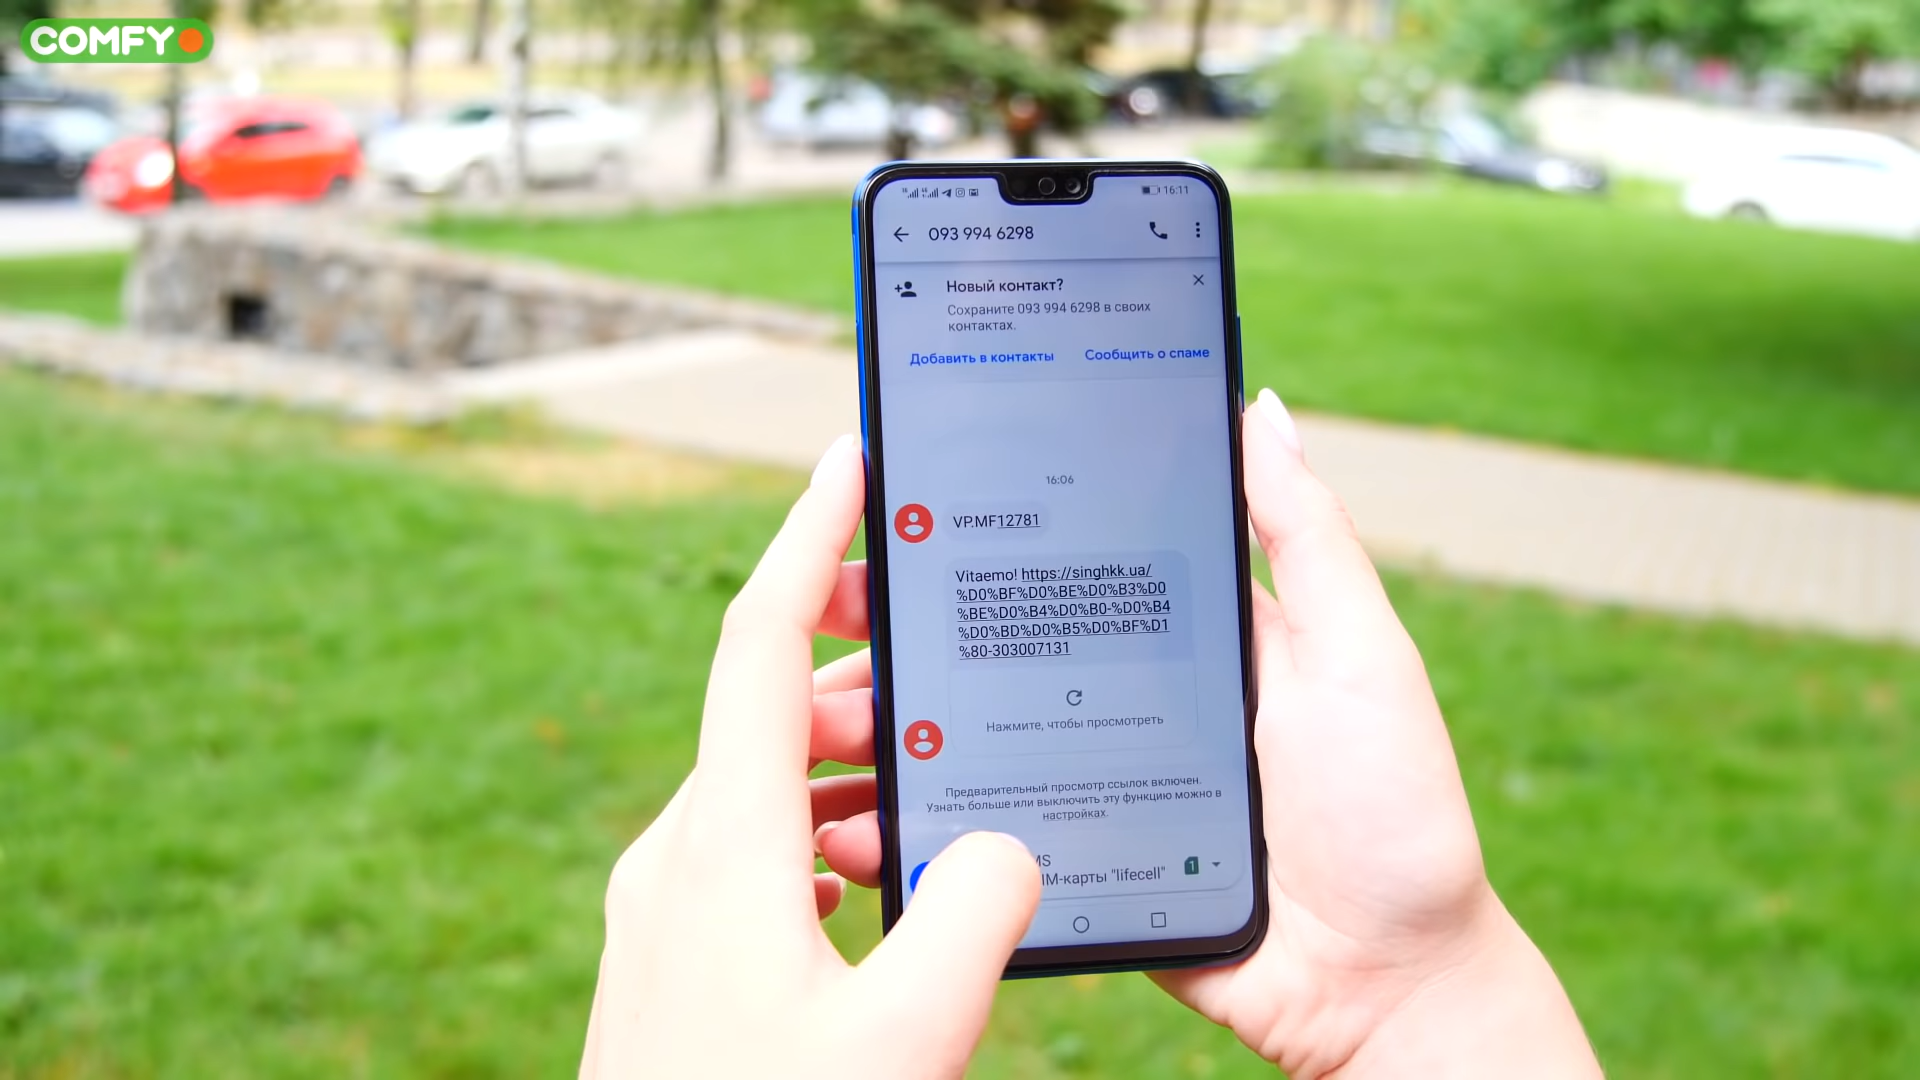 COMFY
16:11
093 994 6298
Новый контакт?
Сохраните 093 994 6298 в своих
контактах.
Добавить в контакты
Сообщить о спаме
16:06
VP.MF12781
Vitaemo! https://singhkk.ua/
%D0%BF%D0%BE%D0%B3%D0
%BE%D0%B4%D0%B0-%D0%B4
%D0%BD%D0%B5%D0%BF%D1
%80-303007131
Нажмите, чтобы просмотреть
Предварительный просмотр ссылок включен.
Узнать больше или выключить эту функцию можно в
настройках.
MS
IM-карты "lifecell"
1